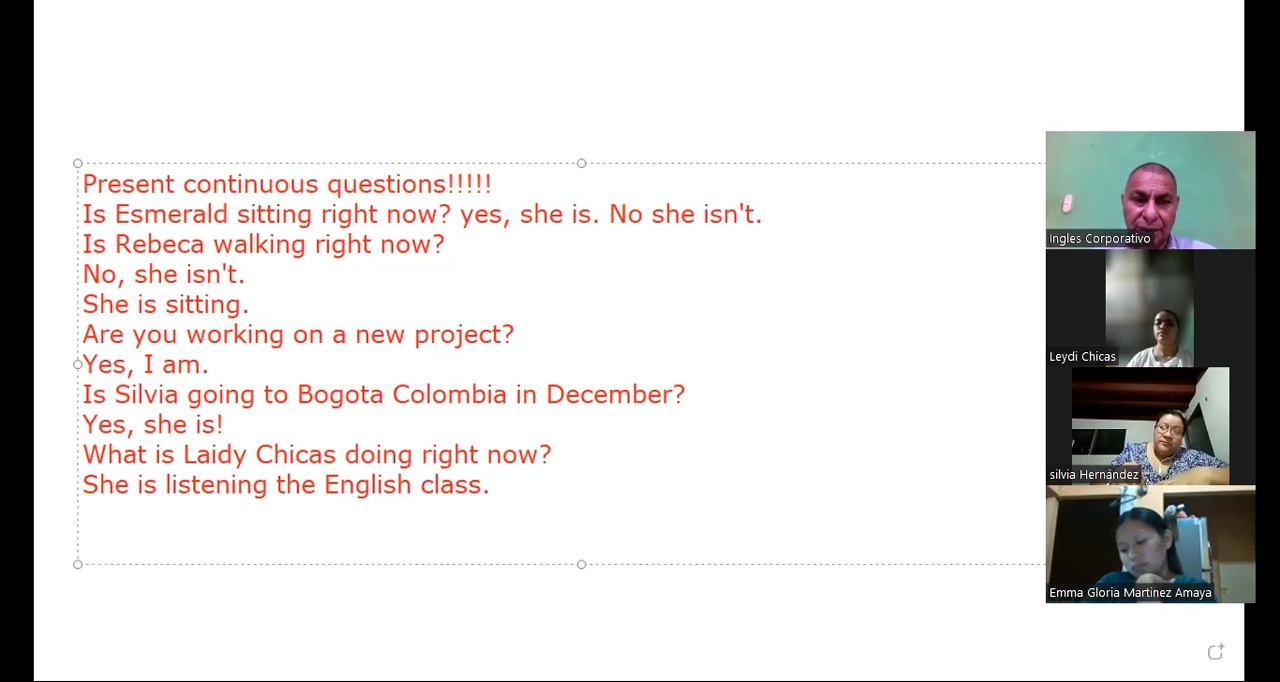 Present continuous questions!!!!!
Is Esmerald sitting right now? yes, she is. No she isn't.
Is Rebeca walking right now?
No, she isn't.
She is sitting.
Are you working on a new project?
Yes, I am.
Is Silvia going to Bogota Colombia in December?
Yes, she is!
What is Laidy Chicas doing right now?
She is listening the English class.
Ingles Corporativo
Leydi Chicas
silvia Hernández
Emma Gloria Martinez Amaya